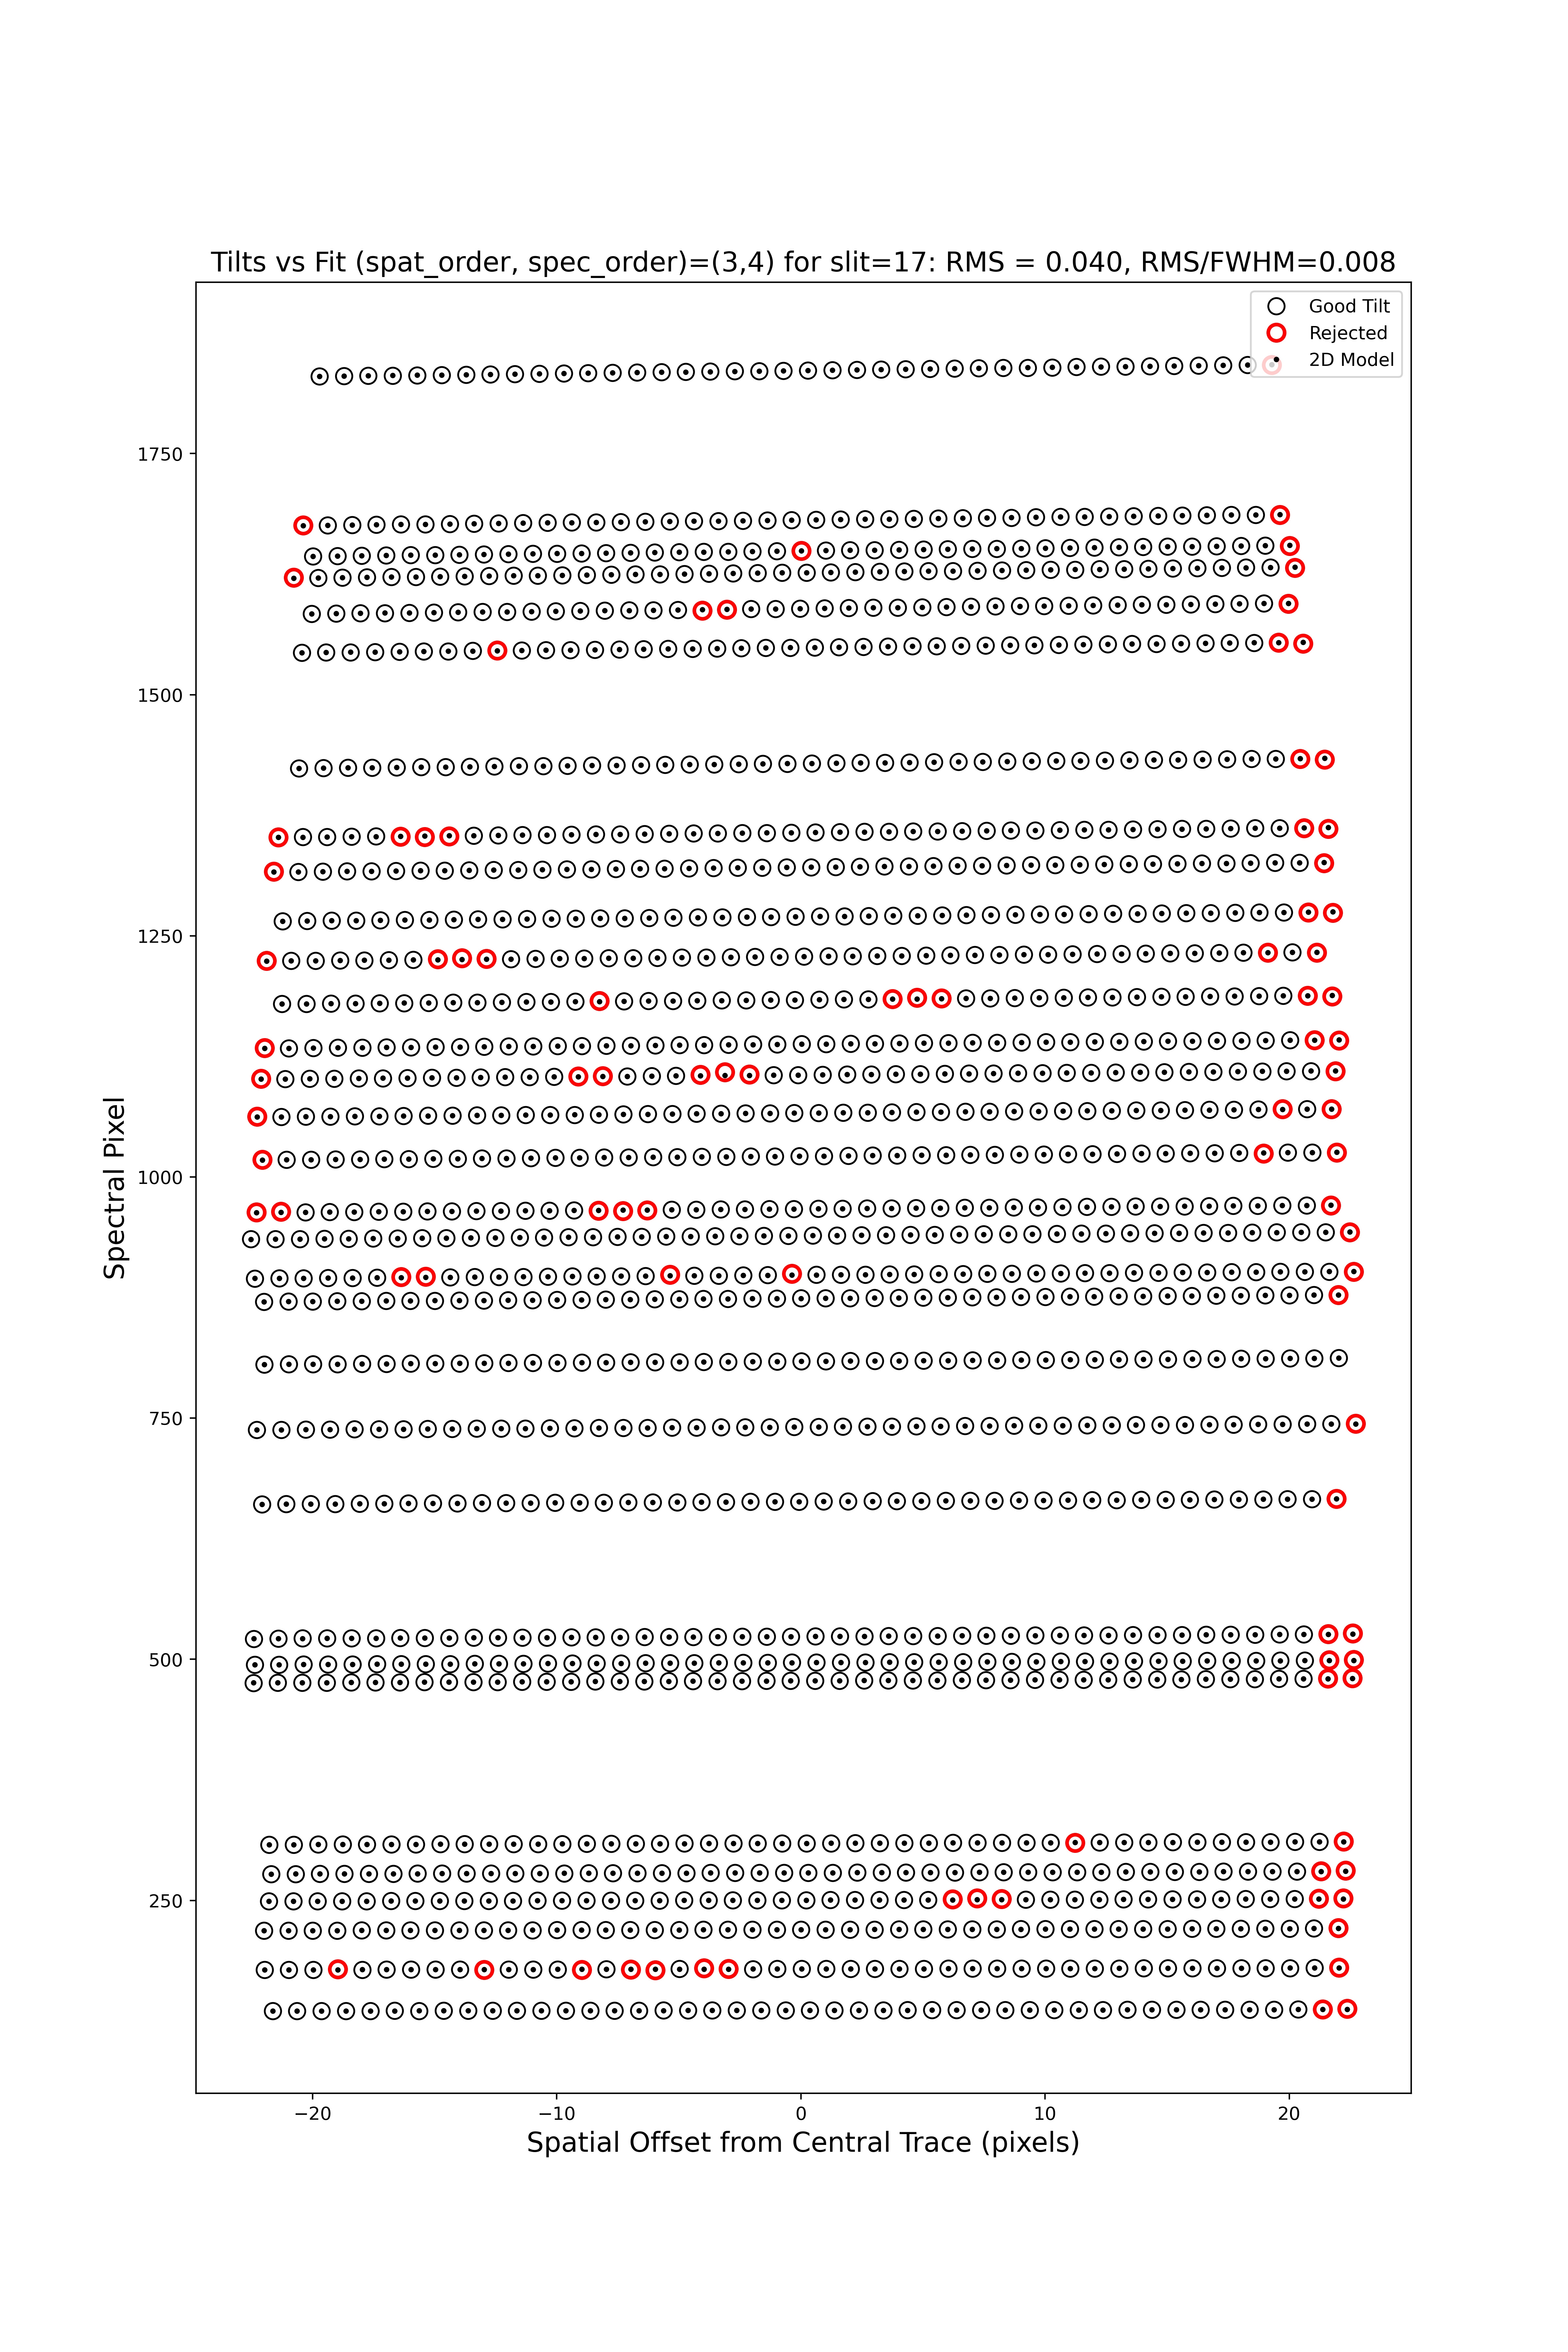 Tilts vs Fit (spat_order, spec_order)=(3,4) for slit=17: RMS = 0.040, RMS/FWHM=0.008
Good Tilt
Rejected
2D Model
1750
1500
1250
1000
750
500
250
Spectral Pixel
−20
−10
0
10
20
Spatial Offset from Central Trace (pixels)